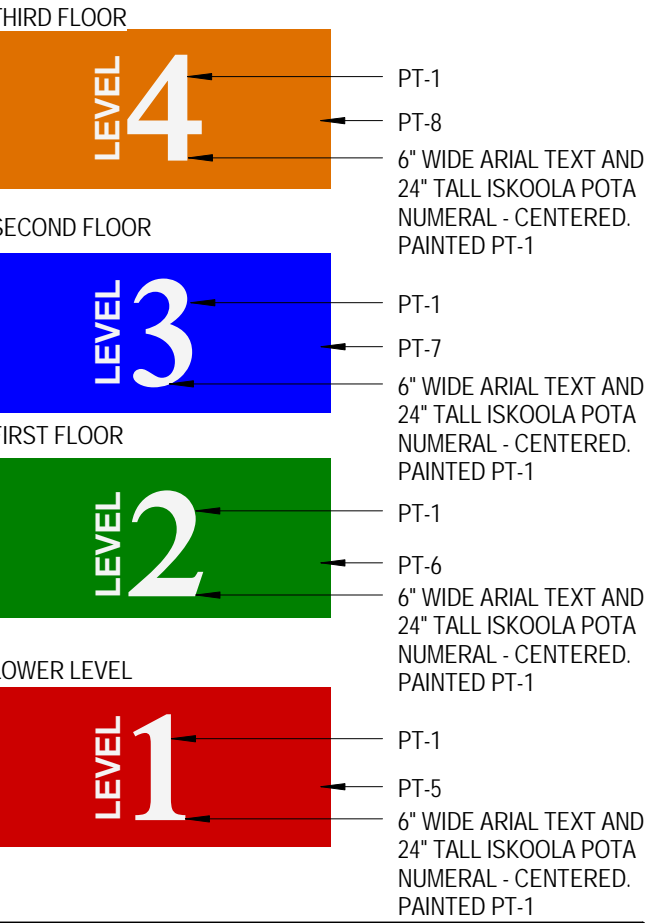 THIRD FLOOR
LEVEL
4
PT-1
PT-8
6" WIDE ARIAL TEXT AND
24" TALL ISKOOLA POTA
NUMERAL - CENTERED.
PAINTED PT-1
SECOND FLOOR
LEVEL
3
PT-1
PT-7
6" WIDE ARIAL TEXT AND
24" TALL ISKOOLA POTA
NUMERAL - CENTERED.
PAINTED PT-1
FIRST FLOOR
LEVEL
2
PT-1
PT-6
6" WIDE ARIAL TEXT AND
24" TALL ISKOOLA POTA
NUMERAL - CENTERED.
PAINTED PT-1
LOWER LEVEL
LEVEL
1
PT-1
PT-5
6" WIDE ARIAL TEXT AND
24" TALL ISKOOLA POTA
NUMERAL - CENTERED.
PAINTED PT-1